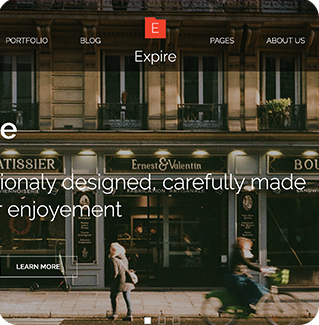 PORTFOLIO BLOG E PAGES ABOUT US
Expire
e
ATISSIER Ernest & Valentin BOU
ionaly designed, carefully made
r enjoyement
LEARN MORE